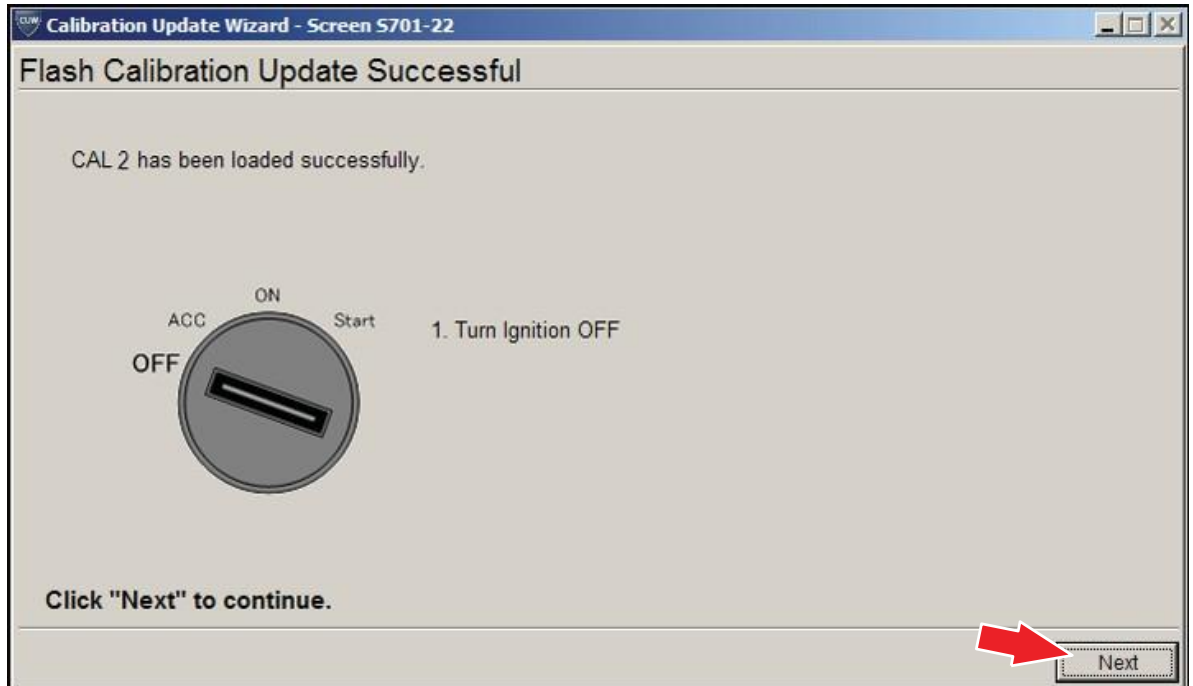 CUW
Calibration Update Wizard - Screen S701-22
Flash Calibration Update Successful
CAL 2 has been loaded successfully.
ON
ACC
Start
OFF
1. Turn Ignition OFF
Click "Next" to continue.
Next